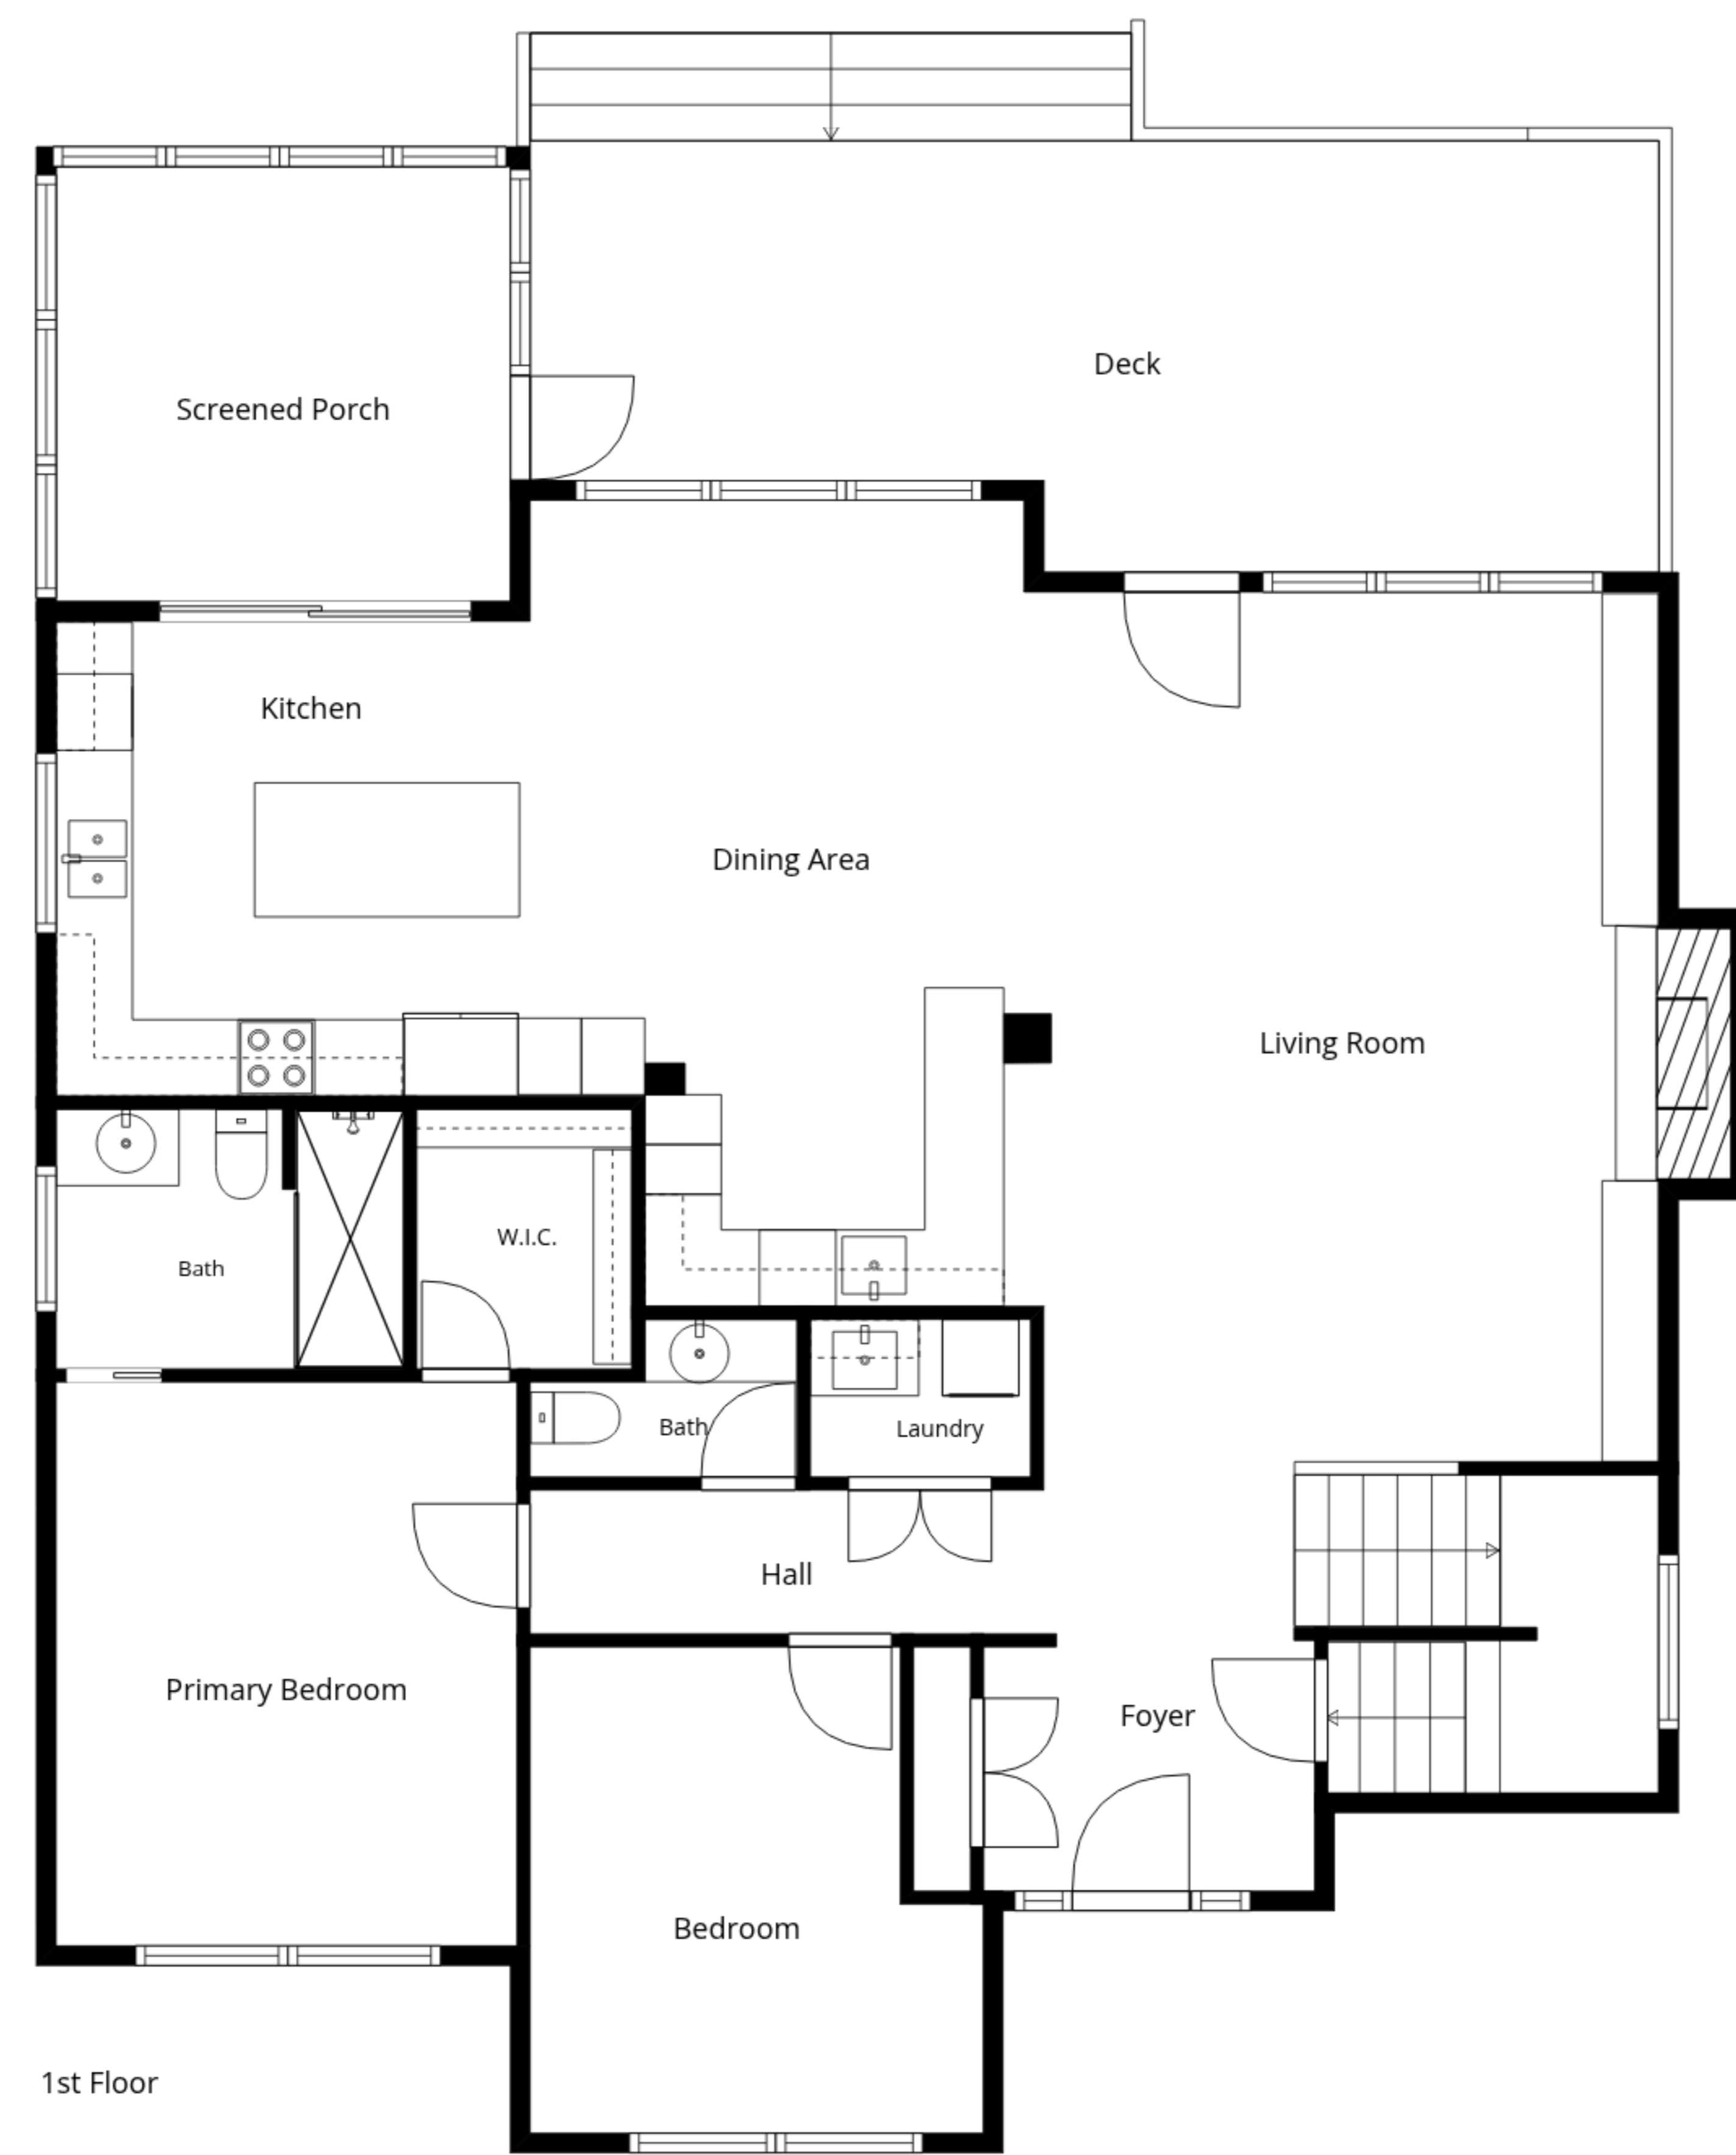 Deck
Screened Porch
Kitchen
Dining Area
Living Room
W.I.C.
Bath
Bath
Laundry
Hall
Primary Bedroom
Foyer
Bedroom
1st Floor